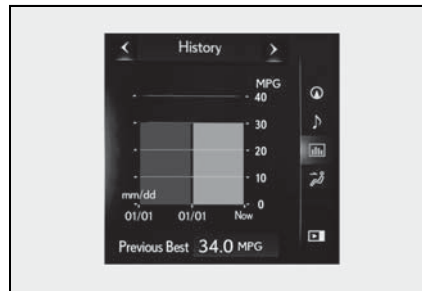 History
MPG
40
30
20
10
0
mm/dd
01/01 01/01 Now
Previous Best 34.0 MPG